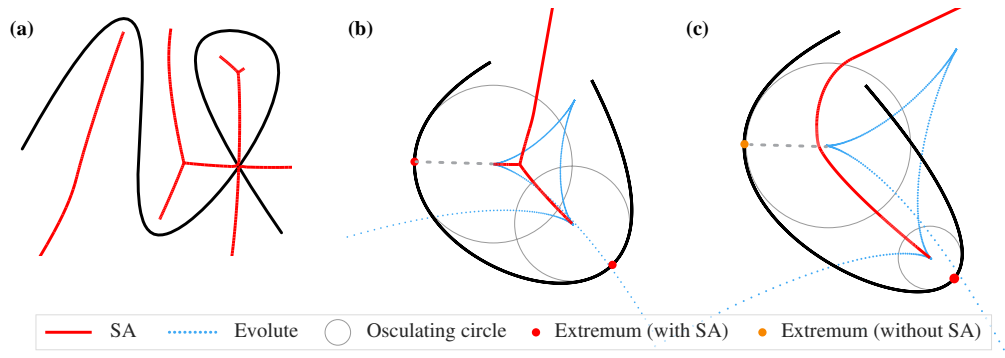 (a)
(b)
(c)
SA
Evolute
Osculating circle
Extremum (with SA)
Extremum (without SA)